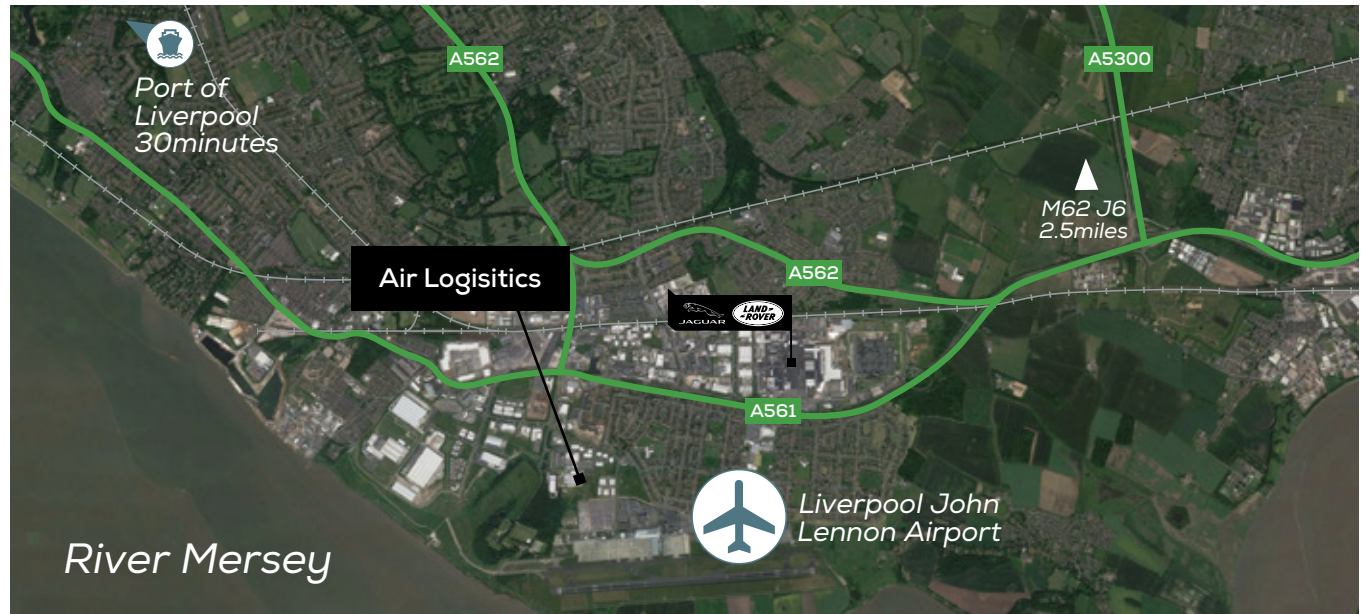 A562
A5300
Port of
Liverpool
30minutes
M62 J6
2.5miles
Air Logisitics
A562
JAGUAR
LAND-
-ROVER
A561
Liverpool John
Lennon Airport
River Mersey